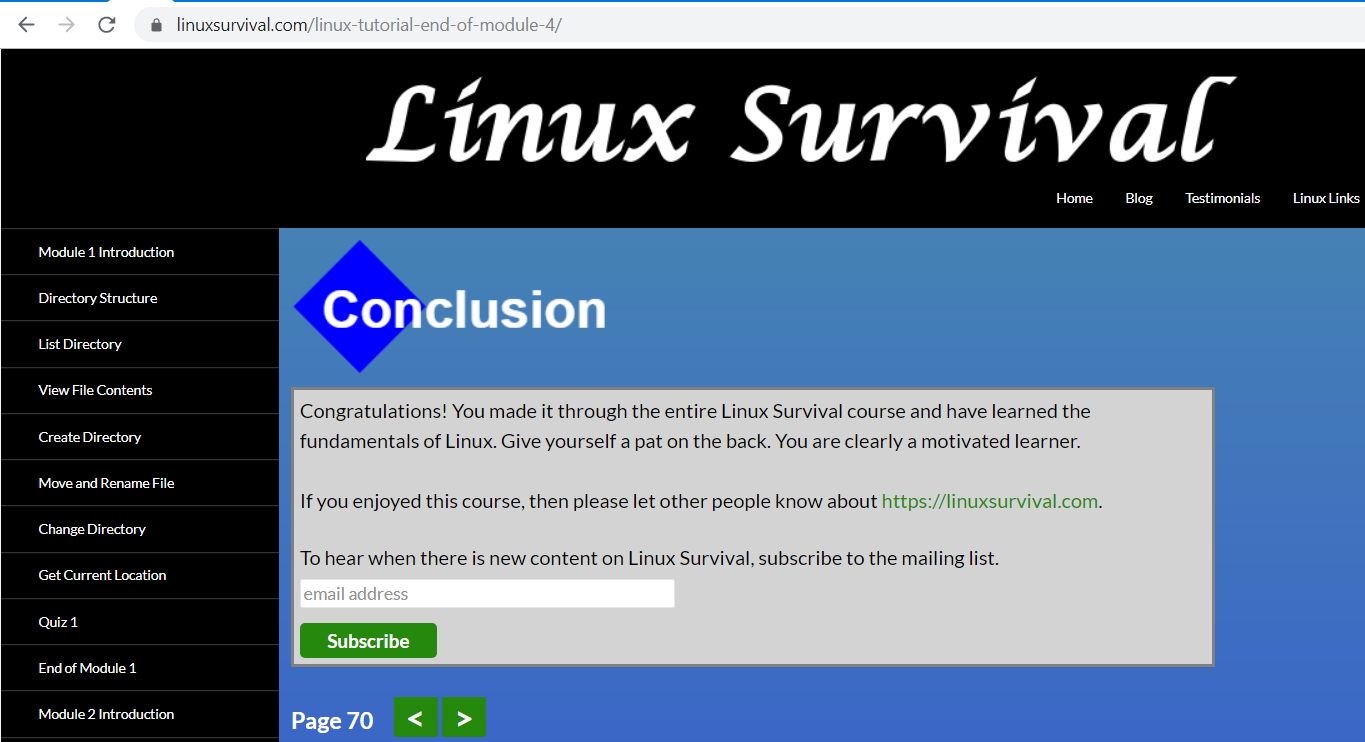 linuxsurvival.com/linux-tutorial-end-of-module-4/
Linux Survival
Home Blog Testimonials Linux Links
Module 1 Introduction
Directory Structure
List Directory
View File Contents
Create Directory
Move and Rename File
Change Directory
Get Current Location
Quiz 1
End of Module 1
Module 2 Introduction
Conclusion
Congratulations! You made it through the entire Linux Survival course and have learned the
fundamentals of Linux. Give yourself a pat on the back. You are clearly a motivated learner.
If you enjoyed this course, then please let other people know about https://linuxsurvival.com.
To hear when there is new content on Linux Survival, subscribe to the mailing list.
email address
Subscribe
Page 70 < >